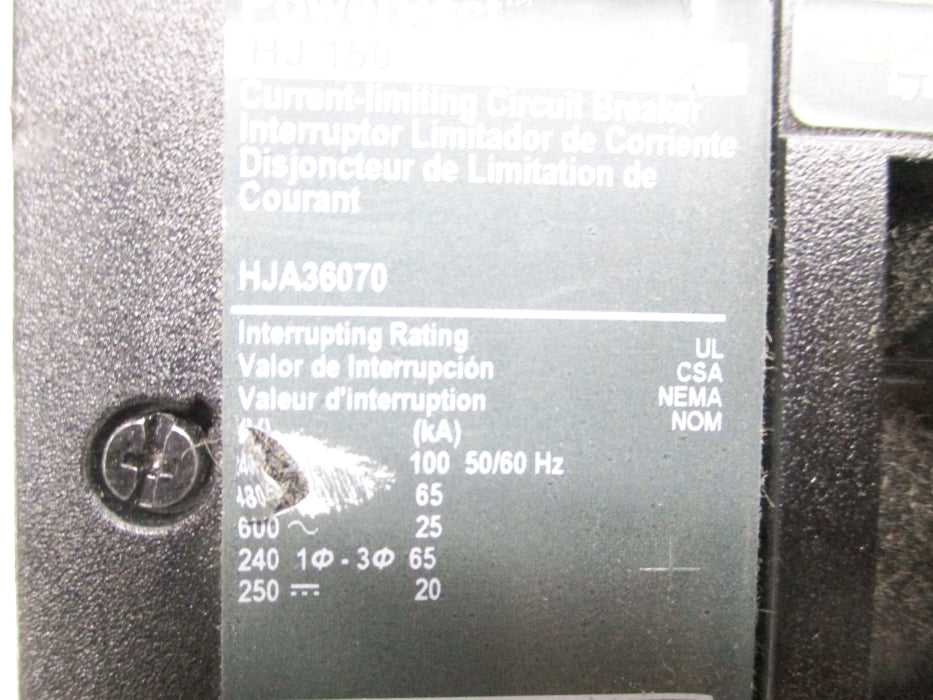 Powerpact™
HJ 150
Current-limiting Circuit Breaker
Interruptor Limitador de Corriente
Disjoncteur de Limitation de
Courant
HJA36070
Interrupting Rating
Valor de Interrupción
Valeur d'interruption
UL
CSA
NEMA
NOM
(kA)
100 50/60 Hz
480 65
600 ~ 25
240 1Φ - 3Φ 65
250 ⎓ 20